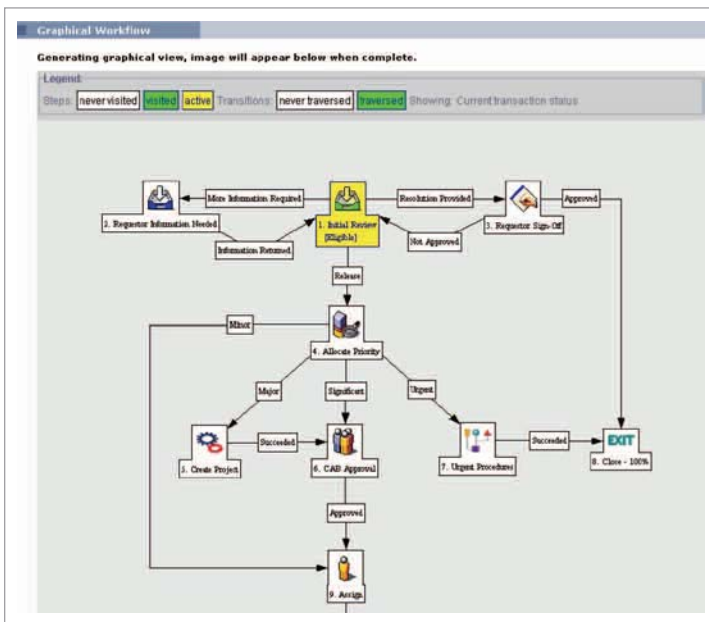 Graphical Workflow
Generating graphical view, image will appear below when complete.
Legend:
Steps: never visited visited active Transitions: never traversed traversed Showing: Current transaction status
More Information Required
Resolution Provided
Approved
2. Requestor Information Needed
1. Initial Review
[Eligible]
3. Requestor Sign-Off
Information Returned
Not Approved
Release
Minor
4. Allocate Priority
Major
Significant
Urgent
Succeeded
Succeeded
EXIT
5. Create Project
6. CAB Approval
7. Urgent Procedures
8. Close - 100%
Approved
9. Assign